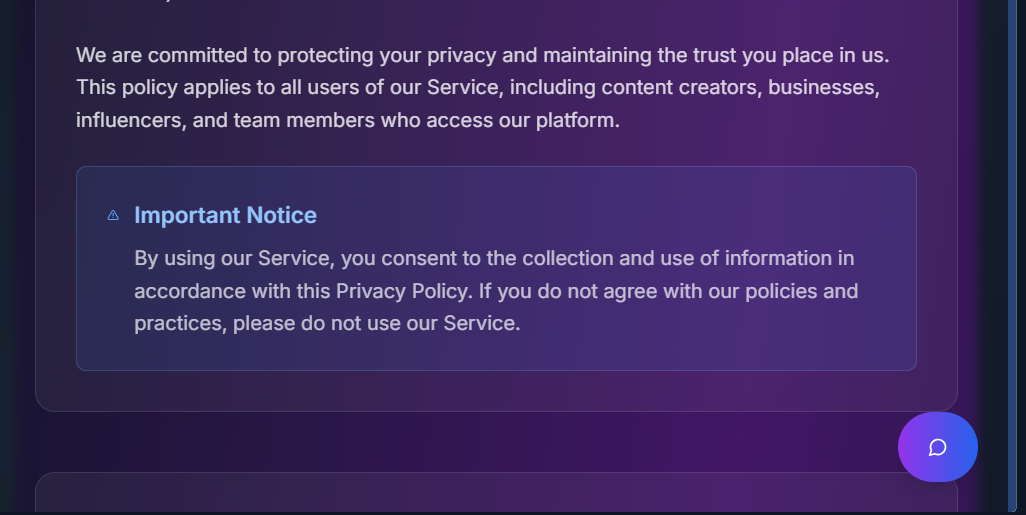 We are committed to protecting your privacy and maintaining the trust you place in us.
This policy applies to all users of our Service, including content creators, businesses,
influencers, and team members who access our platform.
Important Notice
By using our Service, you consent to the collection and use of information in
accordance with this Privacy Policy. If you do not agree with our policies and
practices, please do not use our Service.